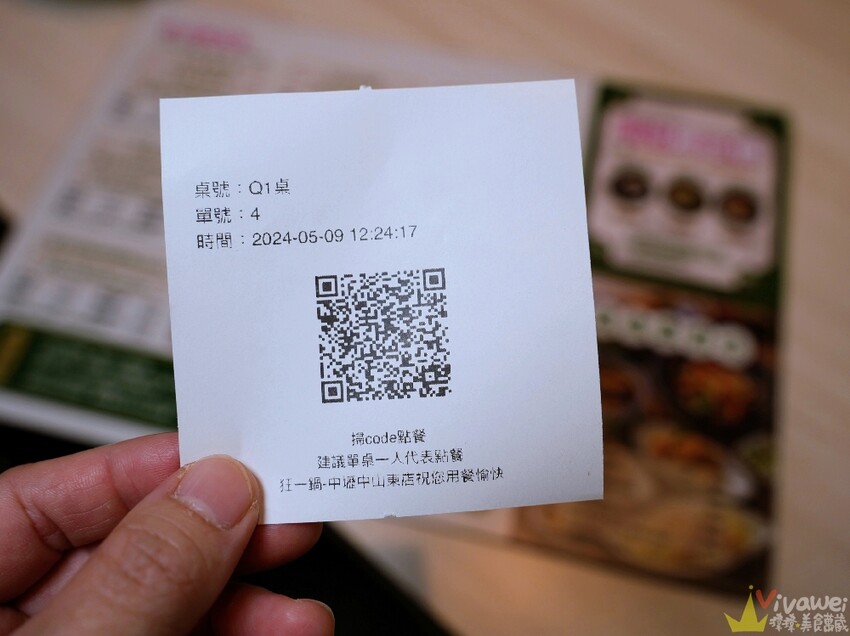 桌號：Q1桌
單號：4
時間：2024-05-09 12:24:17
掃code點餐
建議單桌一人代表點餐
狂一鍋-中壢中山東店祝您用餐愉快
Vivawei